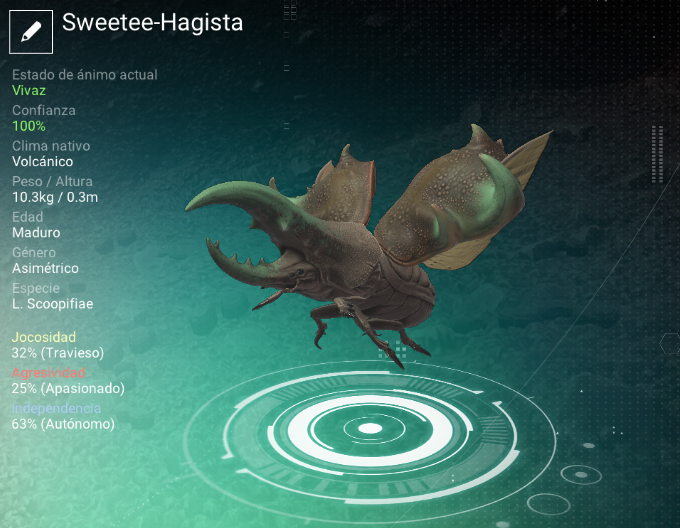 Sweetee-Hagista
Estado de ánimo actual
Vivaz
Confianza
100%
Clima nativo
Volcánico
Peso / Altura
10.3kg / 0.3m
Edad
Maduro
Género
Asimétrico
Especie
L. Scoopifiae
Jocosidad
32% (Travieso)
Agresividad
25% (Apasionado)
Independencia
63% (Autónomo)